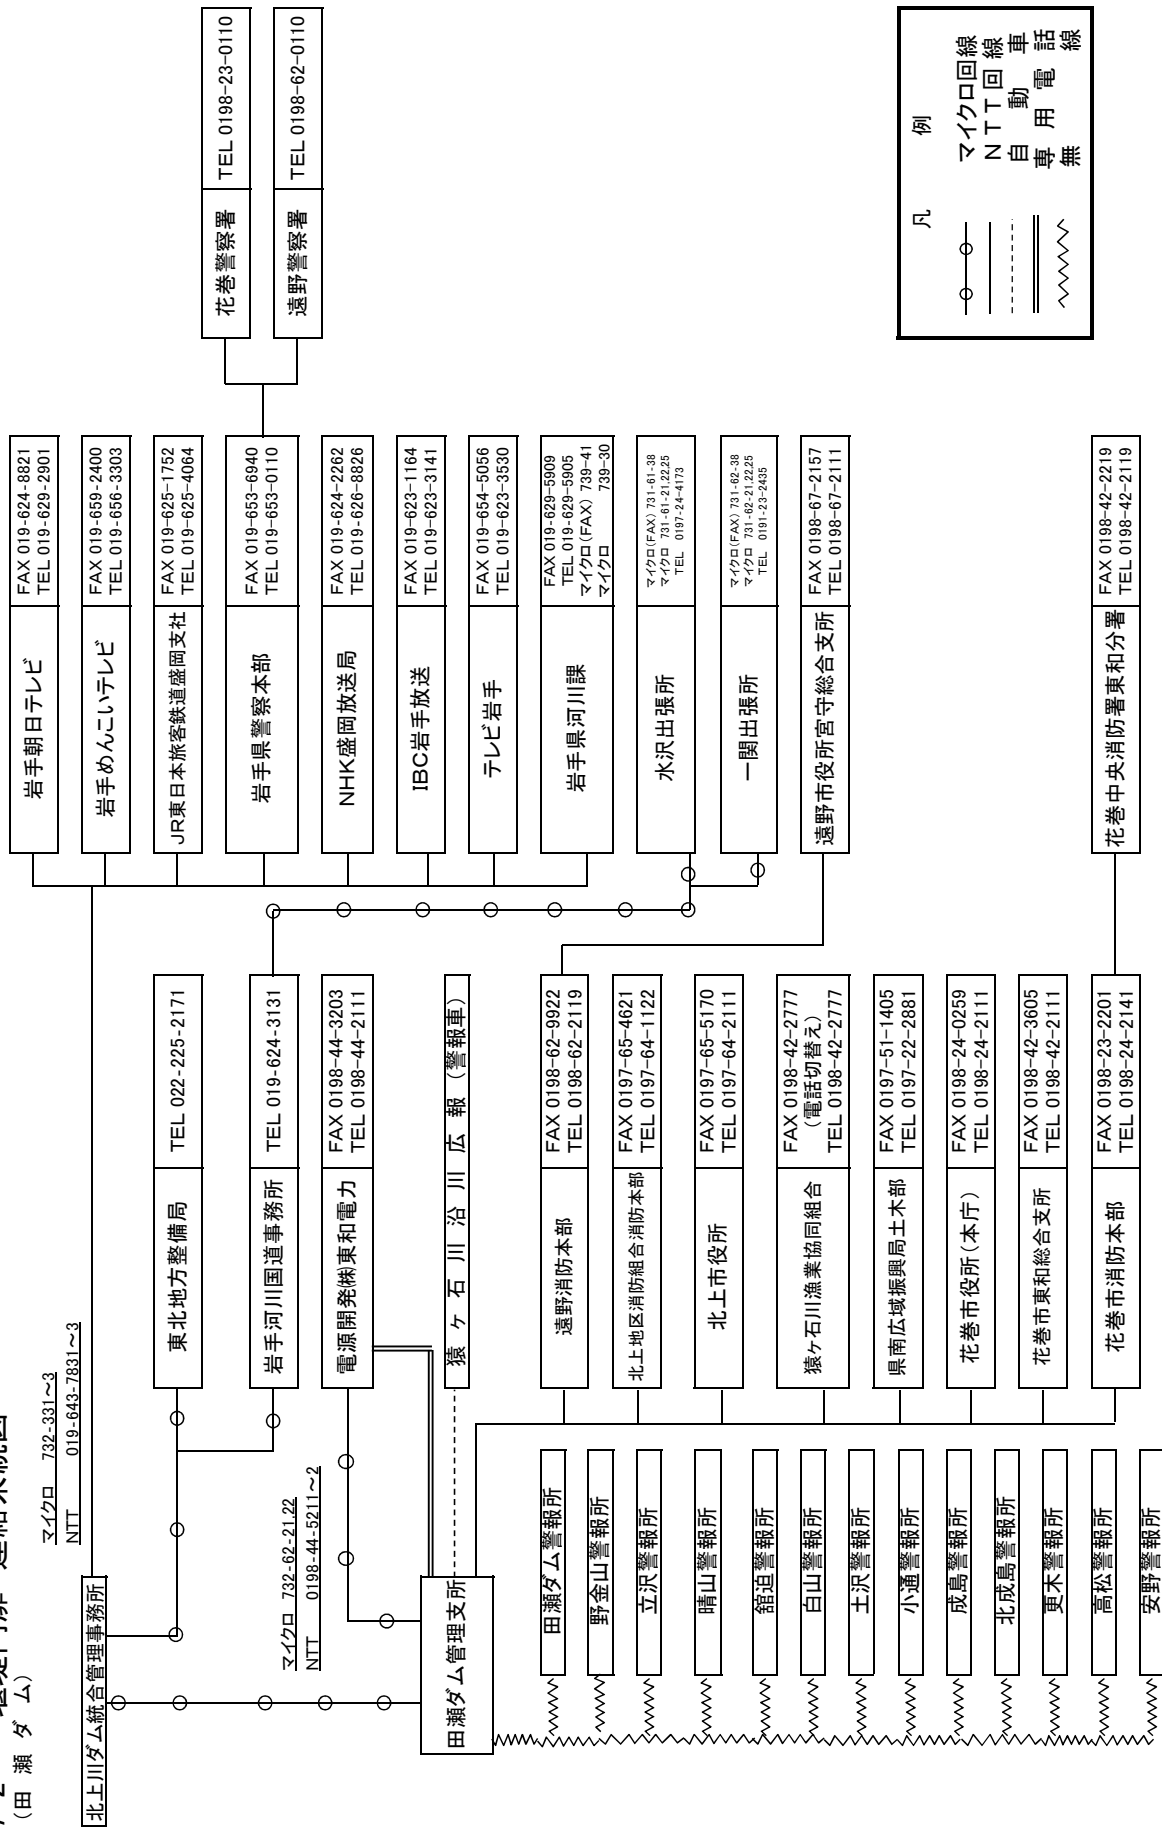 (田 瀬 ダ ム)
北上川ダム統合管理事務所
マイクロ 732-331~3
NTT 019-643-7831~3
田瀬ダム管理支所
マイクロ 732-62-21,22
NTT 0198-44-5211~2
東北地方整備局
TEL 022-225-2171
岩手河川国道事務所
TEL 019-624-3131
電源開発㈱東和電力
FAX 0198-44-3203
TEL 0198-44-2111
猿 ヶ 石 川 沿 川 広 報 (警報車)
遠野消防本部
FAX 0198-62-9922
TEL 0198-62-2119
北上地区消防組合消防本部
FAX 0197-65-4621
TEL 0197-64-1122
北上市役所
FAX 0197-65-5170
TEL 0197-64-2111
猿ヶ石川漁業協同組合
FAX 0198-42-2777
(電話切替え)
TEL 0198-42-2777
県南広域振興局土木部
FAX 0197-51-1405
TEL 0197-22-2881
花巻市役所(本庁)
FAX 0198-24-0259
TEL 0198-24-2111
花巻市東和総合支所
FAX 0198-42-3605
TEL 0198-42-2111
花巻市消防本部
FAX 0198-23-2201
TEL 0198-24-2141
田瀬ダム警報所
野金山警報所
立沢警報所
晴山警報所
舘迫警報所
白山警報所
土沢警報所
小通警報所
成島警報所
北成島警報所
更木警報所
高松警報所
安野警報所
岩手朝日テレビ
FAX 019-624-8821
TEL 019-629-2901
岩手めんこいテレビ
FAX 019-659-2400
TEL 019-656-3303
JR東日本旅客鉄道盛岡支社
FAX 019-625-1752
TEL 019-625-4064
岩手県警察本部
FAX 019-653-6940
TEL 019-653-0110
NHK盛岡放送局
FAX 019-624-2262
TEL 019-626-8826
IBC岩手放送
FAX 019-623-1164
TEL 019-623-3141
テレビ岩手
FAX 019-654-5056
TEL 019-623-3530
岩手県河川課
FAX 019-629-5909
TEL 019-629-5905
マイクロ(FAX) 739-41
マイクロ 739-30
水沢出張所
マイクロ(FAX) 731-61-38
マイクロ 731-61-21,22,25
TEL 0197-24-4173
一関出張所
マイクロ(FAX) 731-62-38
マイクロ 731-62-21,22,25
TEL 0191-23-2435
遠野市役所宮守総合支所
FAX 0198-67-2157
TEL 0198-67-2111
花巻中央消防署東和分署
FAX 0198-42-2219
TEL 0198-42-2119
花巻警察署
TEL 0198-23-0110
遠野警察署
TEL 0198-62-0110
凡 例
マイクロ回線
NTT回線
自 動 車
専 用 電 話
無 線